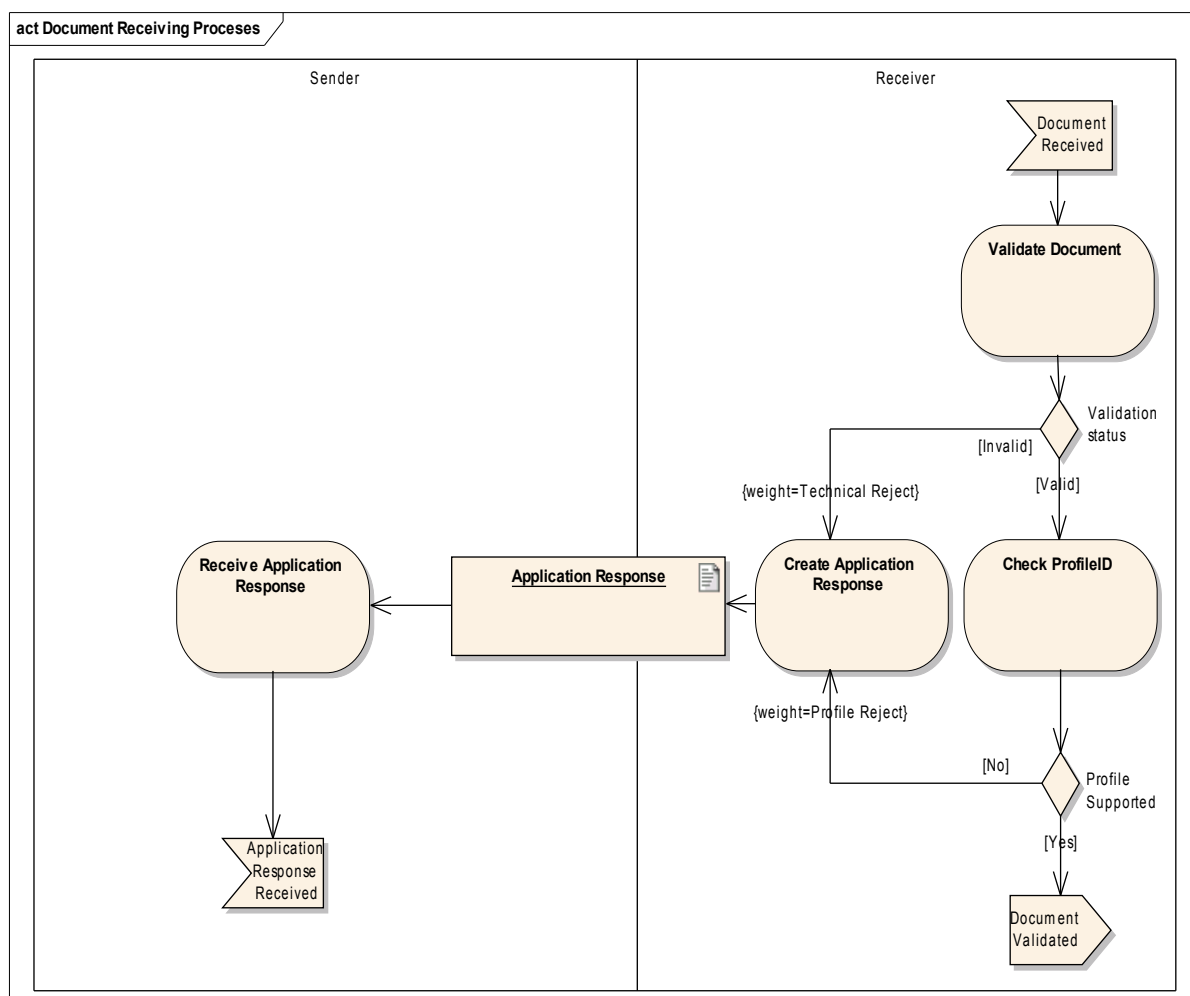 act Document Receiving Proceses
Sender
Receiver
Document
Received
Validate Document
Validation
status
[Invalid]
[Valid]
{weight=Technical Reject}
Receive Application
Response
Application Response
Create Application
Response
Check ProfileID
{weight=Profile Reject}
[No]
Profile
Supported
[Yes]
Application
Response
Received
Document
Validated